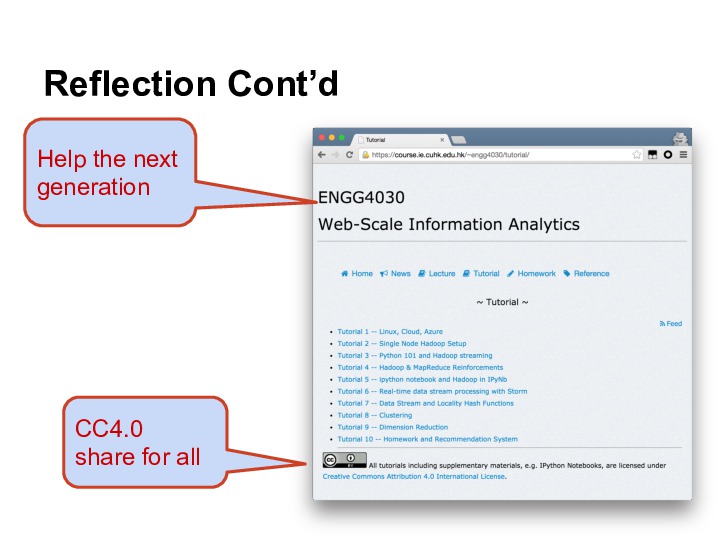 Reflection Cont’d
Help the next
generation
Tutorial
https://course.ie.cuhk.edu.hk/~engg4030/tutorial/
ENGG4030
Web-Scale Information Analytics
Home News Lecture Tutorial Homework Reference
~ Tutorial ~
Feed
• Tutorial 1 -- Linux, Cloud, Azure
• Tutorial 2 -- Single Node Hadoop Setup
• Tutorial 3 -- Python 101 and Hadoop streaming
• Tutorial 4 -- Hadoop & MapReduce Reinforcements
• Tutorial 5 -- ipython notebook and Hadoop in IPyNb
• Tutorial 6 -- Real-time data stream processing with Storm
• Tutorial 7 -- Data Stream and Locality Hash Functions
• Tutorial 8 -- Clustering
• Tutorial 9 -- Dimension Reduction
• Tutorial 10 -- Homework and Recommendation System
CC4.0
share for all
cc BY
All tutorials including supplementary materials, e.g. IPython Notebooks, are licensed under
Creative Commons Attribution 4.0 International License.